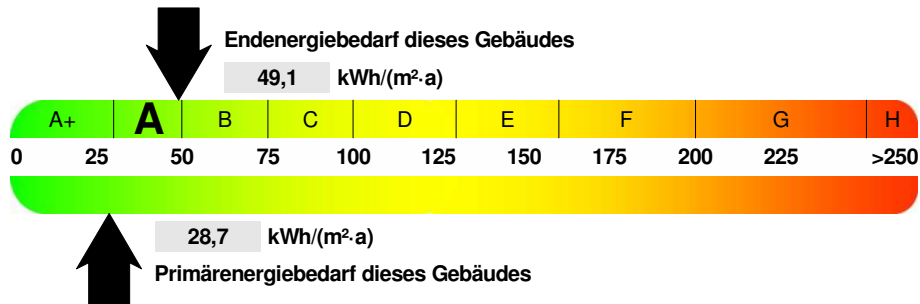 Endenergiebedarf dieses Gebäudes
49,1 kWh/(m²·a)
A+ A B C D E F G H
0 25 50 75 100 125 150 175 200 225 >250
28,7 kWh/(m²·a)
Primärenergiebedarf dieses Gebäudes